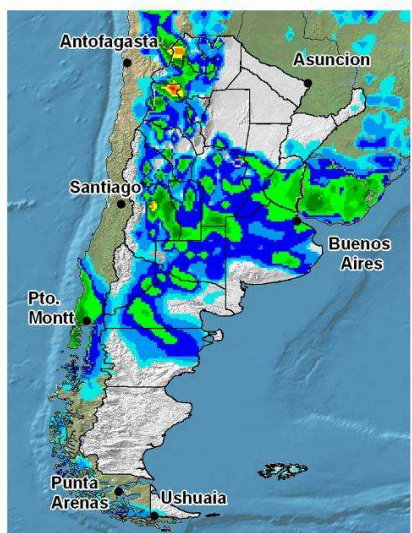 Antofagasta
Asuncion
Santiago
Buenos
Aires
Pto.
Montt
Punta
Arenas
Ushuaia